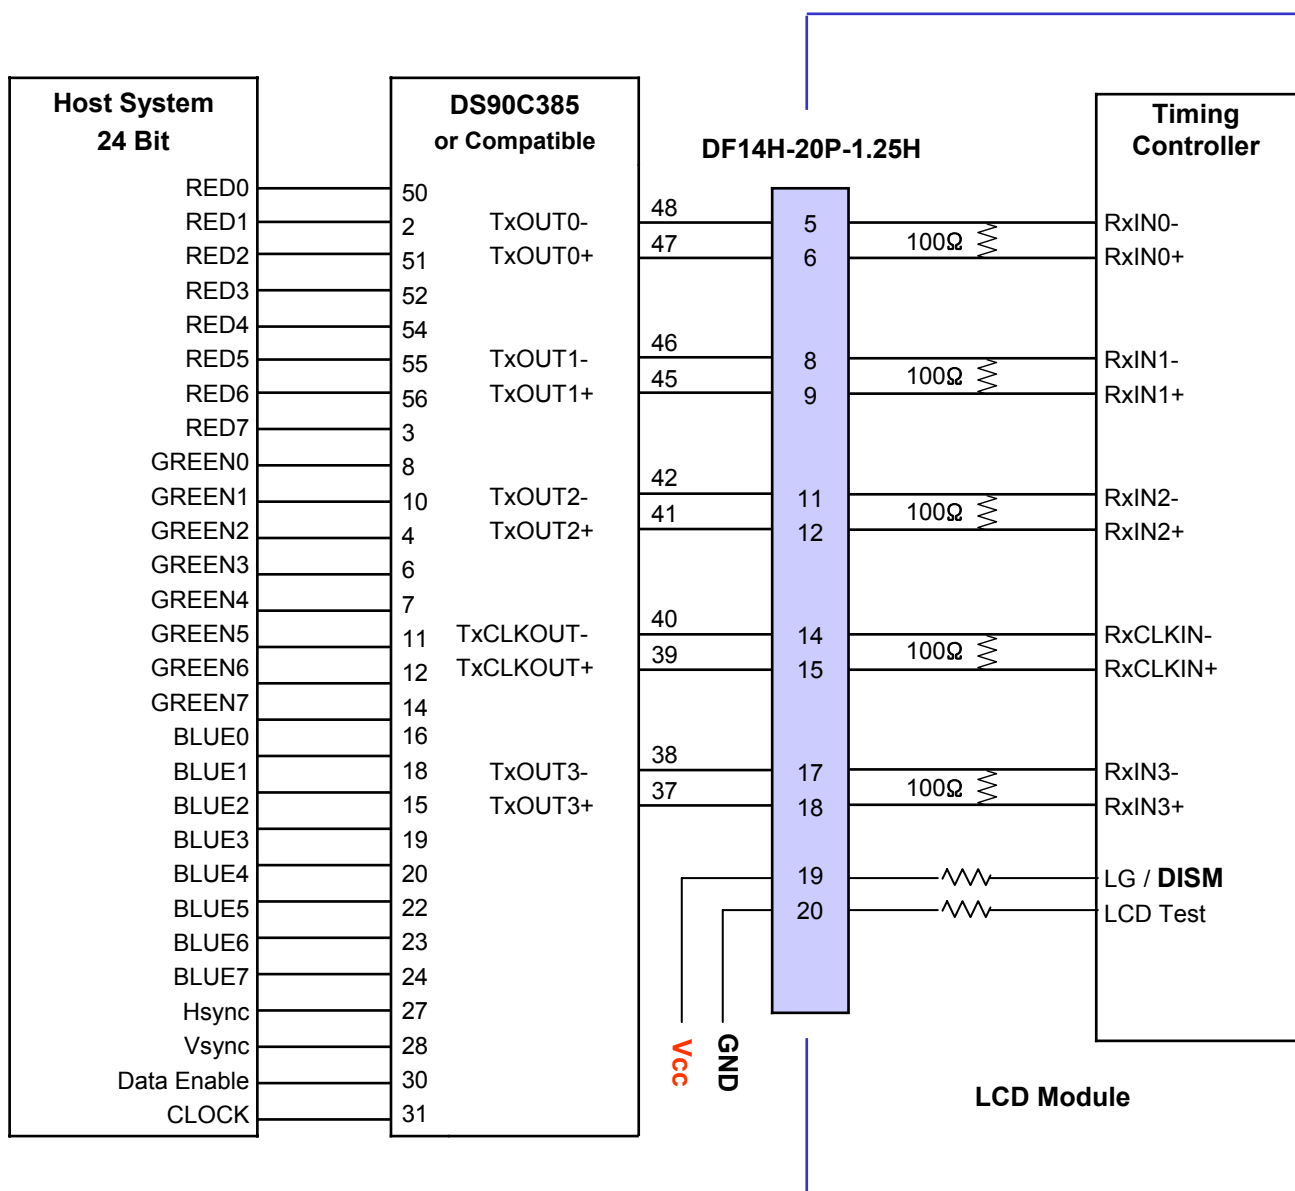 Host System
24 Bit
RED0
RED1
RED2
RED3
RED4
RED5
RED6
RED7
GREEN0
GREEN1
GREEN2
GREEN3
GREEN4
GREEN5
GREEN6
GREEN7
BLUE0
BLUE1
BLUE2
BLUE3
BLUE4
BLUE5
BLUE6
BLUE7
Hsync
Vsync
Data Enable
CLOCK
DS90C385
or Compatible
50
2
51
52
54
55
56
3
8
10
4
6
7
11
12
14
16
18
15
19
20
22
23
24
27
28
30
31
TxOUT0-
TxOUT0+
TxOUT1-
TxOUT1+
TxOUT2-
TxOUT2+
TxCLKOUT-
TxCLKOUT+
TxOUT3-
TxOUT3+
48
47
46
45
42
41
40
39
38
37
DF14H-20P-1.25H
5
6
8
9
11
12
14
15
17
18
19
20
Vcc
GND
100Ω
100Ω
100Ω
100Ω
100Ω
Timing
Controller
RxIN0-
RxIN0+
RxIN1-
RxIN1+
RxIN2-
RxIN2+
RxCLKIN-
RxCLKIN+
RxIN3-
RxIN3+
LG / DISM
LCD Test
LCD Module